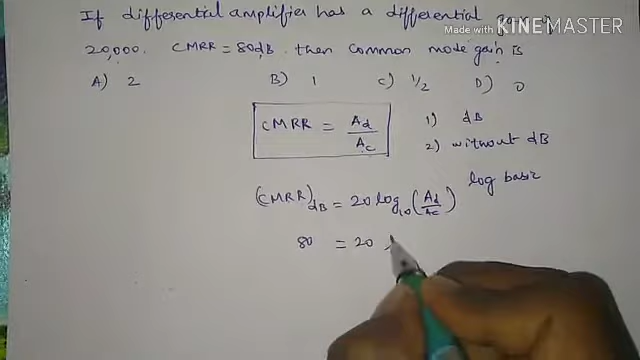 If differential amplifier has a differential
Made with KINEMASTER
20,000. CMRR = 80dB. then common mode gain is
A) 2 B) 1 C) 1/2 D) 0
CMRR = Ad/Ac
1) dB
2) without dB
log basic
(CMRR)dB = 20 log10 (Ad/Ac)
80 = 20